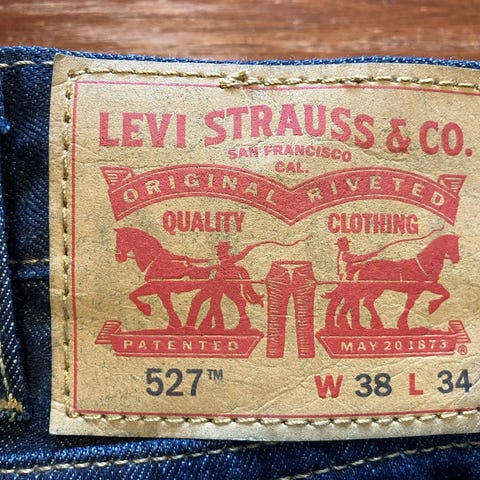 LEVI STRAUSS & CO.
SAN FRANCISCO
CAL.
ORIGINAL RIVETED
QUALITY CLOTHING
PATENTED MAY 20 1873 ®
527™ W 38 L 34